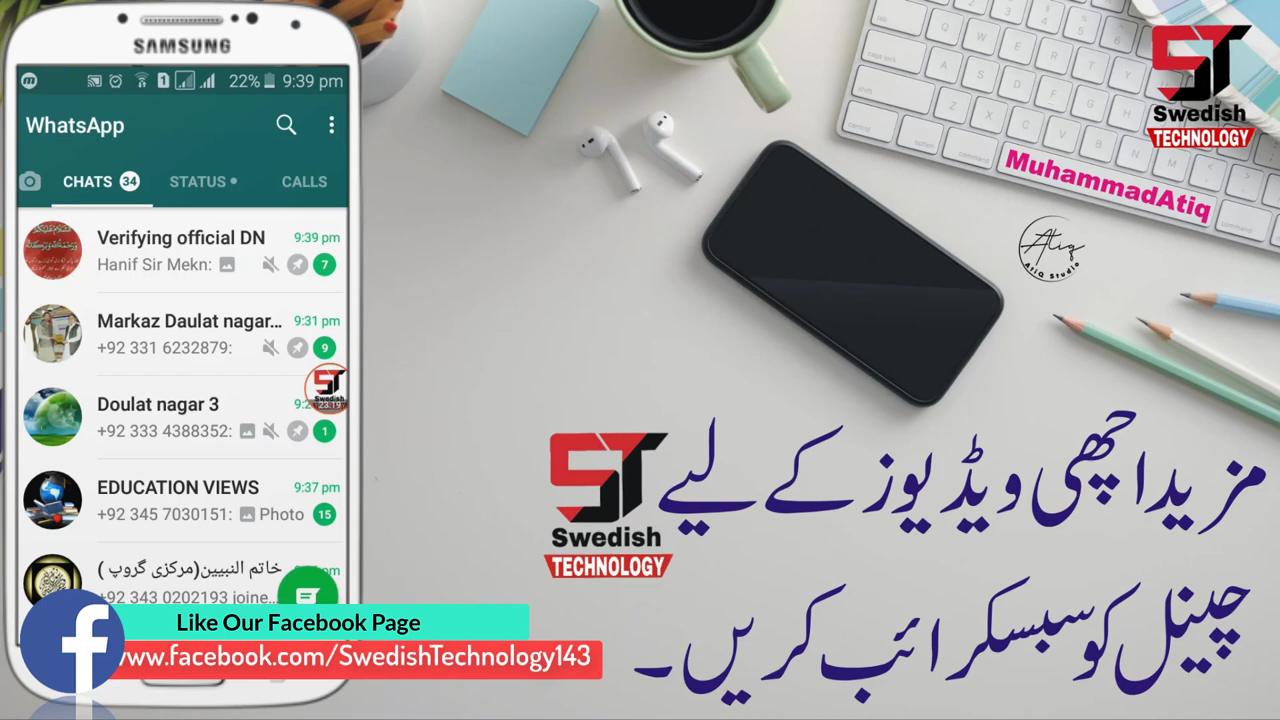 SAMSUNG
22% 9:39 pm
WhatsApp
CHATS 34 STATUS CALLS
Verifying official DN 9:39 pm
Hanif Sir Mekn: 7
Markaz Daulat nagar... 9:31 pm
+92 331 6232879: 9
Doulat nagar 3
+92 333 4388352: 1
EDUCATION VIEWS 9:37 pm
+92 345 7030151: Photo 15
خاتم النبیین(مرکزی گروپ )
+92 343 0202193 joine...
Like Our Facebook Page
www.facebook.com/SwedishTechnology143
ST
Swedish
TECHNOLOGY
MuhammadAtiq
Atiq
AtiQ Studio
مزید اچھی ویڈیوز کے لیے
ST
Swedish
TECHNOLOGY
چینل کو سبسکرائب کریں۔